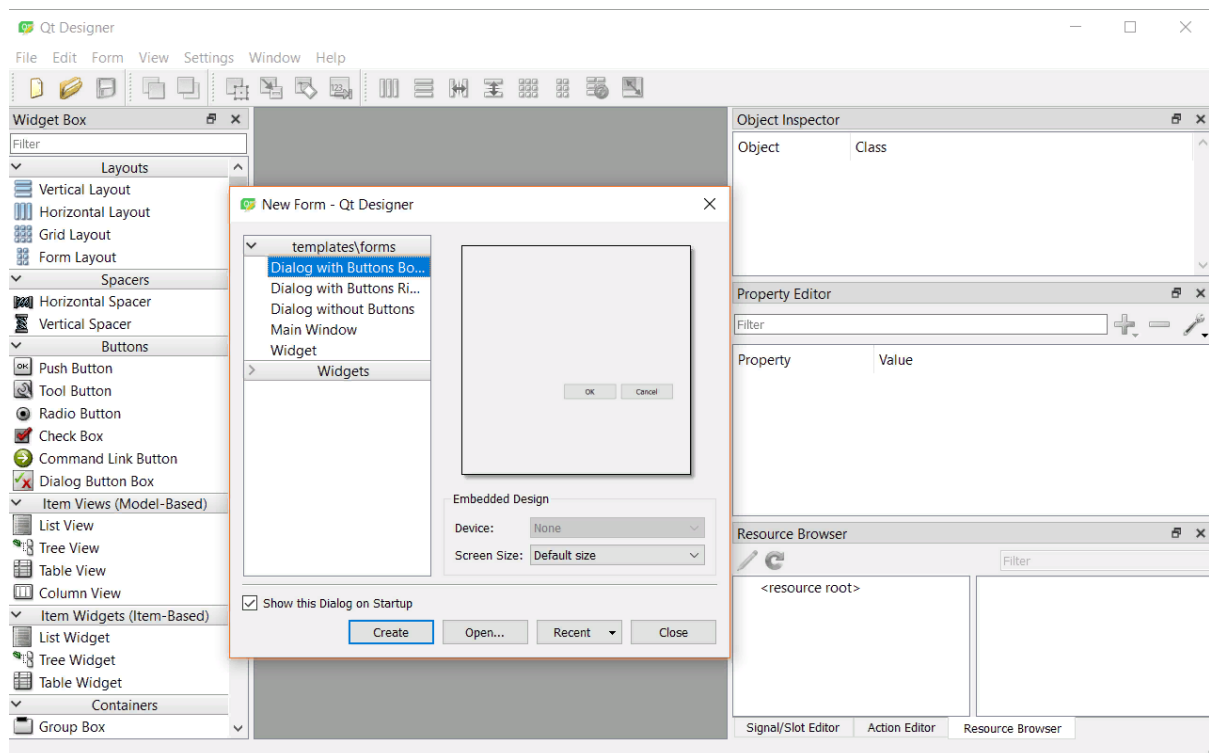 Qt Designer
File Edit Form View Settings Window Help
Widget Box
Filter
Layouts
Vertical Layout
Horizontal Layout
Grid Layout
Form Layout
Spacers
Horizontal Spacer
Vertical Spacer
Buttons
OK Push Button
Tool Button
Radio Button
Check Box
Command Link Button
Dialog Button Box
Item Views (Model-Based)
List View
Tree View
Table View
Column View
Item Widgets (Item-Based)
List Widget
Tree Widget
Table Widget
Containers
Group Box
New Form - Qt Designer
templates\forms
Dialog with Buttons Bo...
Dialog with Buttons Ri...
Dialog without Buttons
Main Window
Widget
Widgets
OK Cancel
Embedded Design
Device: None
Screen Size: Default size
Show this Dialog on Startup
Create Open... Recent Close
Object Inspector
Object Class
Property Editor
Filter
Property Value
Resource Browser
Filter
<resource root>
Signal/Slot Editor Action Editor Resource Browser